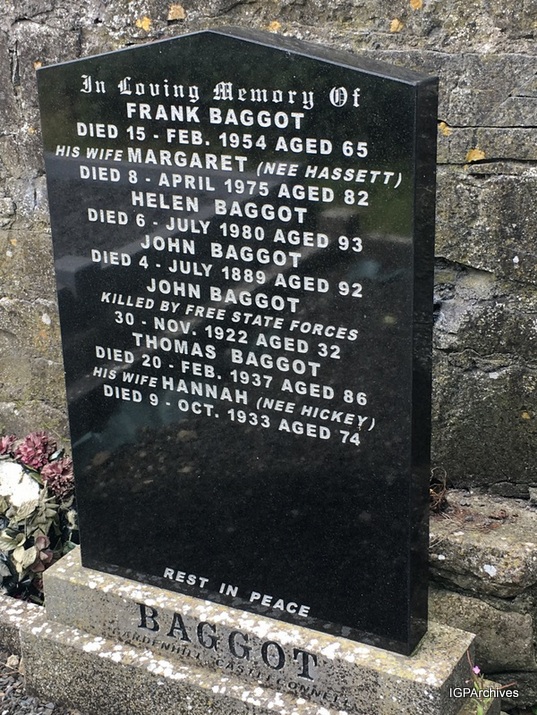 In Loving Memory Of
FRANK BAGGOT
DIED 15 - FEB. 1954 AGED 65
HIS WIFE MARGARET (NEE HASSETT)
DIED 8 - APRIL 1975 AGED 82
HELEN BAGGOT
DIED 6 - JULY 1980 AGED 93
JOHN BAGGOT
DIED 4 - JULY 1889 AGED 92
JOHN BAGGOT
KILLED BY FREE STATE FORCES
30 - NOV. 1922 AGED 32
THOMAS BAGGOT
DIED 20 - FEB. 1937 AGED 86
HIS WIFE HANNAH (NEE HICKEY)
DIED 9 - OCT. 1933 AGED 74
REST IN PEACE
BAGGOT
CASTLECONNELL
IGPArchives